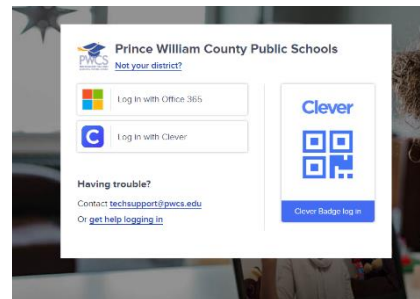 Prince William County Public Schools
PWCS
Not your district?
Log in with Office 365
Log in with Clever
Having trouble?
Contact techsupport@pwcs.edu
Or get help logging in
Clever
Clever Badge log in